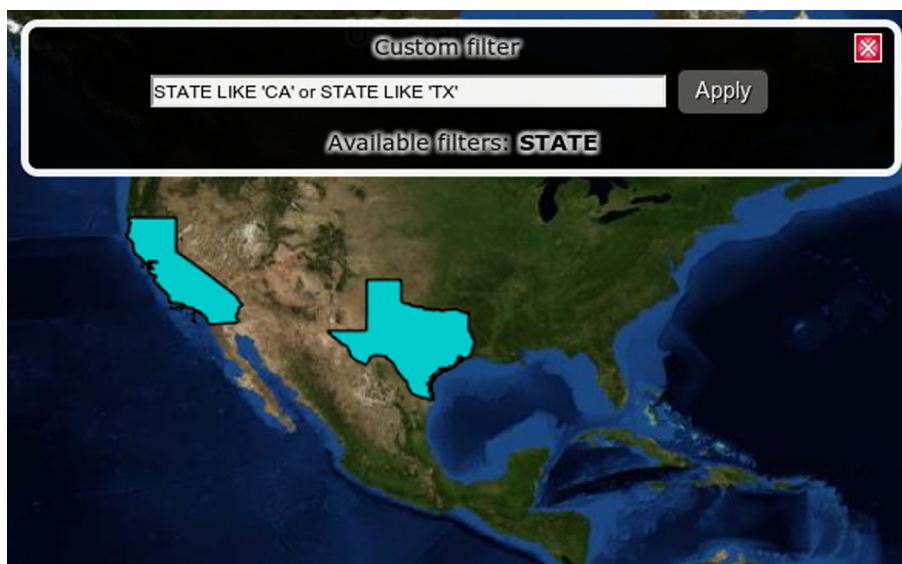 Custom filter
STATE LIKE 'CA' or STATE LIKE 'TX'
Apply
Available filters: STATE